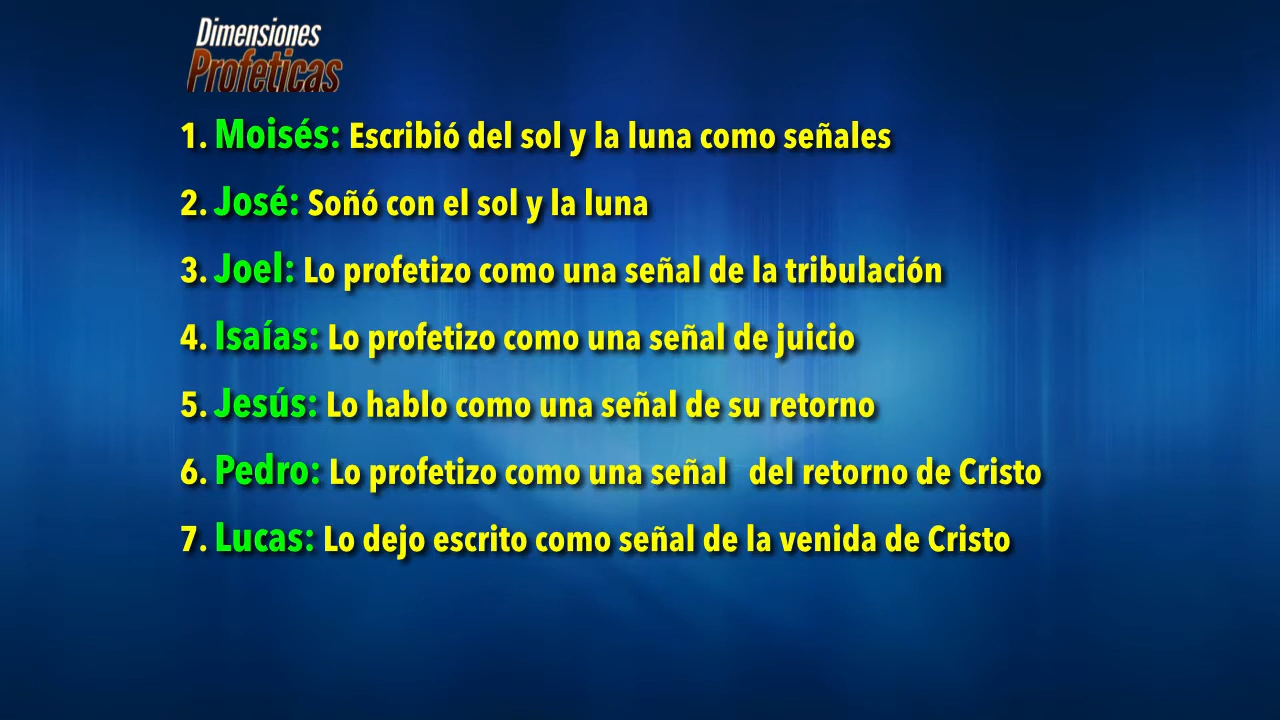 Dimensiones
Profeticas
1. Moisés: Escribió del sol y la luna como señales
2. José: Soñó con el sol y la luna
3. Joel: Lo profetizo como una señal de la tribulación
4. Isaías: Lo profetizo como una señal de juicio
5. Jesús: Lo hablo como una señal de su retorno
6. Pedro: Lo profetizo como una señal del retorno de Cristo
7. Lucas: Lo dejo escrito como señal de la venida de Cristo